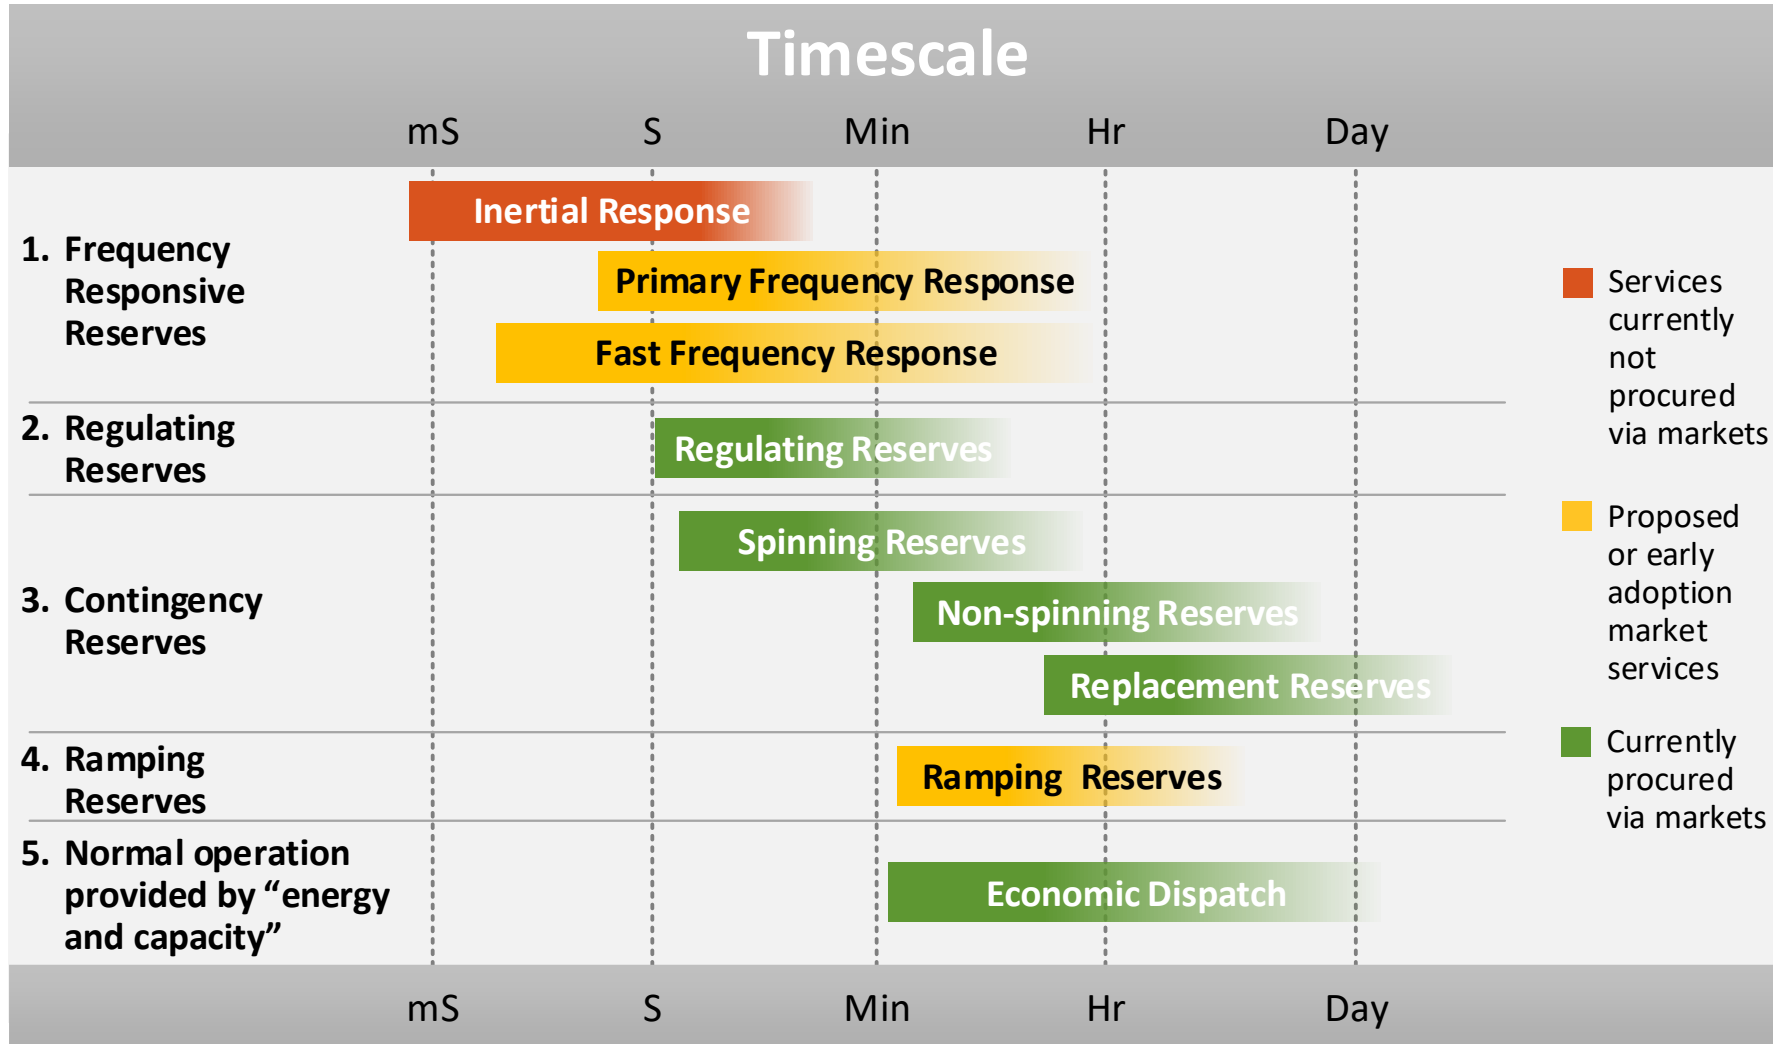 Timescale
mS S Min Hr Day
1. Frequency
Responsive
Reserves
Inertial Response
Primary Frequency Response
Fast Frequency Response
2. Regulating
Reserves
Regulating Reserves
3. Contingency
Reserves
Spinning Reserves
Non-spinning Reserves
Replacement Reserves
4. Ramping
Reserves
Ramping Reserves
5. Normal operation
provided by “energy
and capacity”
Economic Dispatch
mS S Min Hr Day
Services
currently
not
procured
via markets
Proposed
or early
adoption
market
services
Currently
procured
via markets